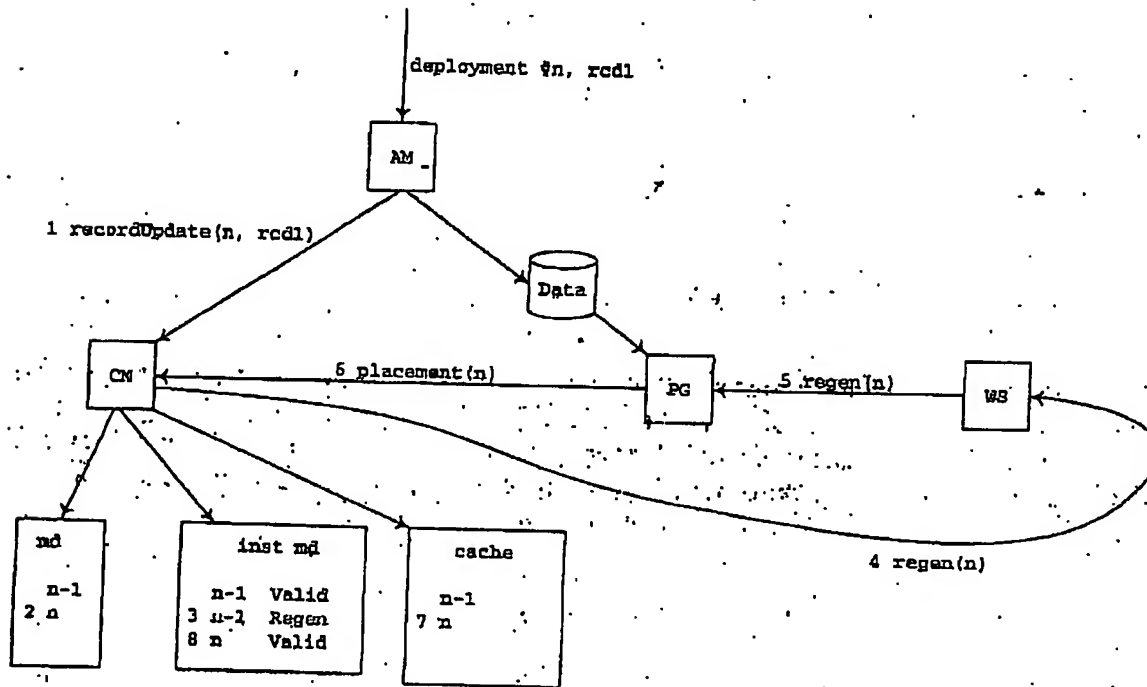 deployment #n, rcd1
AM
1 recordUpdate(n, rcd1)
Data
CM
6 placement(n)
PG
5 regen(n)
WS
md
n-1
2 n
inst md
n-1 Valid
3 n-1 Regen
8 n Valid
cache
n-1
7 n
4 regen(n)